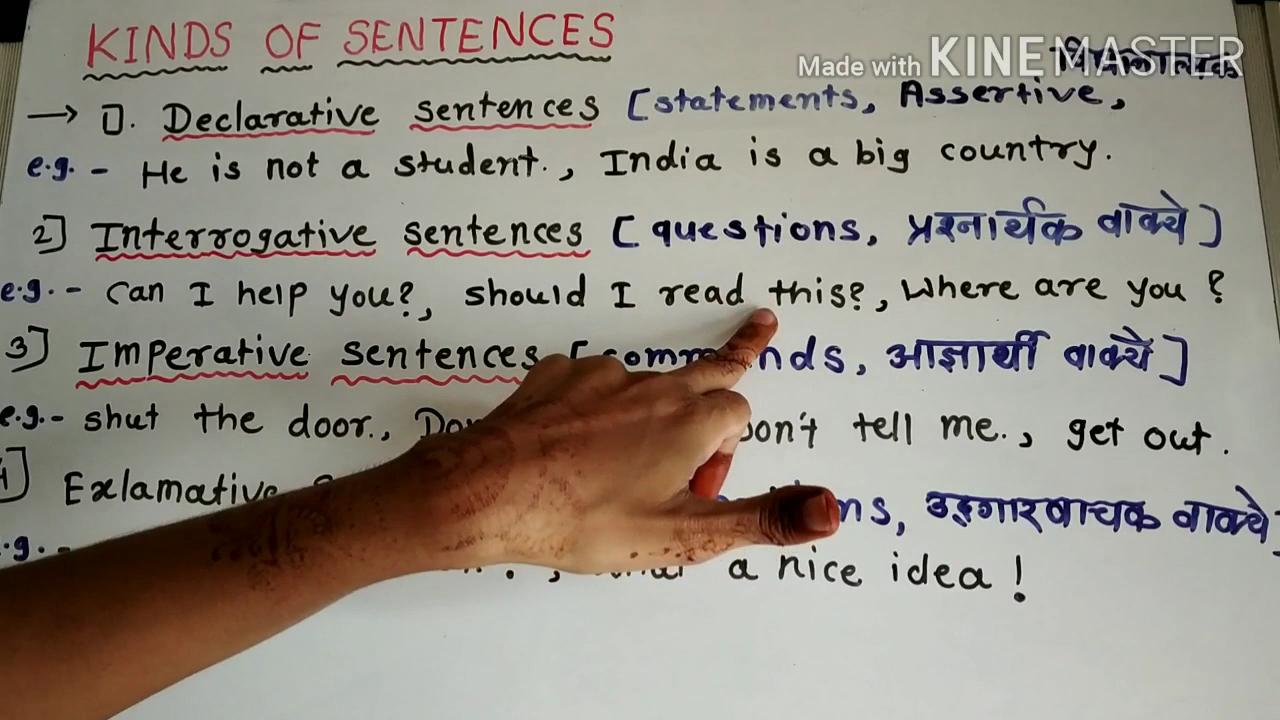 KINDS OF SENTENCES
Made with KINEMASTER
→ 1]. Declarative sentences [statements, Assertive,
e.g. - He is not a student., India is a big country.
2] Interrogative sentences [questions, प्रश्नार्थक वाक्ये]
e.g. - Can I help you?, should I read this?, Where are you?
3] Imperative sentences [commands, आज्ञार्थी वाक्ये]
e.g. - shut the door., Don't tell me., get out.
4] Exlamative उद्गारवाचक वाक्ये]
e.g. - a nice idea!